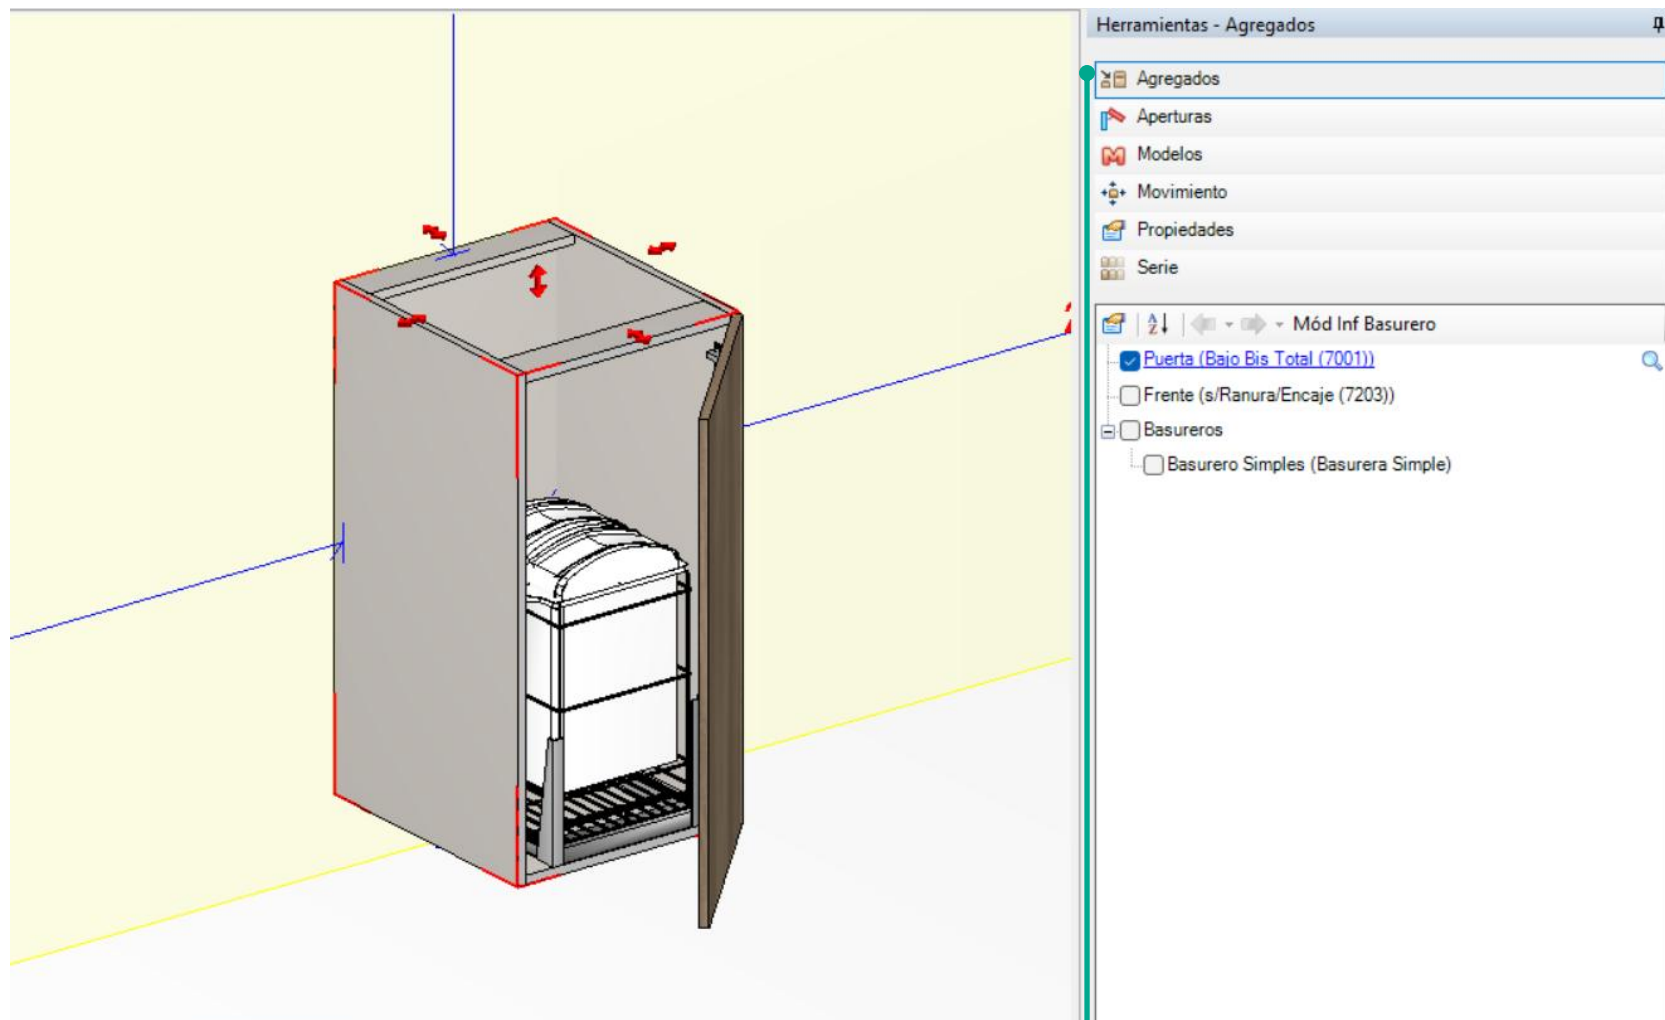 Herramientas - Agregados
Agregados
Aperturas
Modelos
Movimiento
Propiedades
Serie
Mód Inf Basurero
Puerta (Bajo Bis Total (7001))
Frente (s/Ranura/Encaje (7203))
Basureros
Basurero Simples (Basurera Simple)